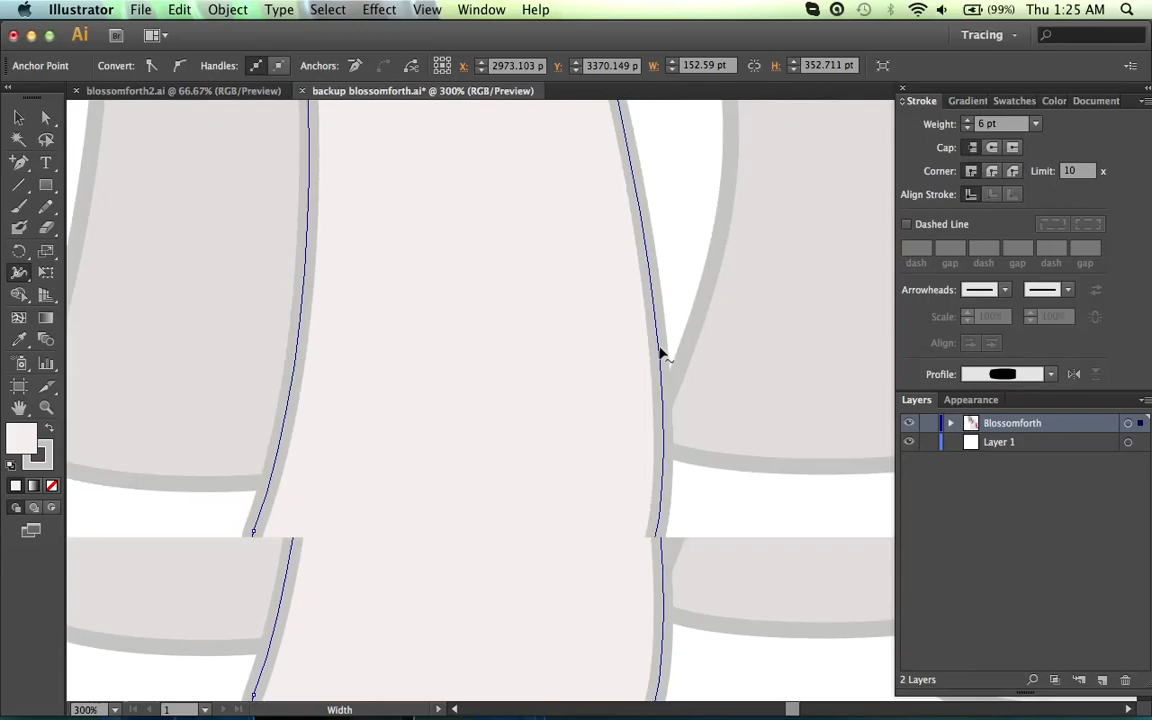 Illustrator File Edit Object Type Select Effect View Window Help (99%) Thu 1:25 AM
Ai Br Tracing
Anchor Point Convert: Handles: Anchors: X: 2973.103 p Y: 3370.149 p W: 152.59 pt H: 352.711 pt
blossomforth2.ai @ 66.67% (RGB/Preview) backup blossomforth.ai* @ 300% (RGB/Preview)
Stroke Gradient Swatches Color Document
Weight: 6 pt
Cap:
Corner: Limit: 10 x
Align Stroke:
Dashed Line
dash gap dash gap dash gap
Arrowheads:
Scale: 100% 100%
Align:
Profile:
Layers Appearance
Blossomforth
Layer 1
2 Layers
300% 1 Width